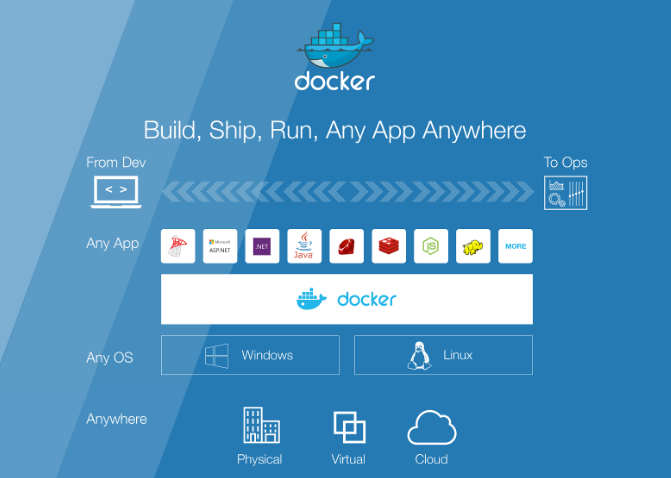 docker
Build, Ship, Run, Any App Anywhere
From Dev
To Ops
< >
Any App
Microsoft
ASP.NET
.NET
Java
JS
MORE
docker
Any OS
Windows
Linux
Anywhere
Physical
Virtual
Cloud